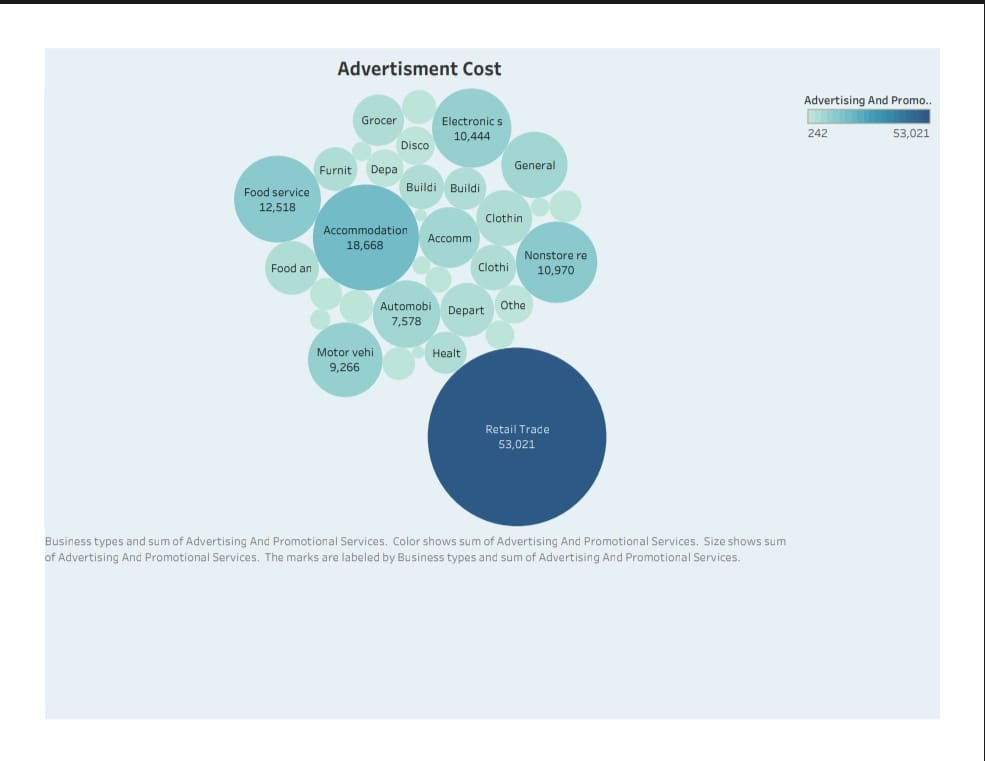 Advertisment Cost
Advertising And Promo..
242
53,021
Grocer
Electronic s
10,444
Disco
General
Furnit
Depa
Buildi
Buildi
Food service
12,518
Clothin
Accommodation
18,668
Accomm
Nonstore re
10,970
Food an
Clothi
Automobi
7,578
Depart
Othe
Motor vehi
9,266
Healt
Retail Trade
53,021
Business types and sum of Advertising And Promotional Services. Color shows sum of Advertising And Promotional Services. Size shows sum
of Advertising And Promotional Services. The marks are labeled by Business types and sum of Advertising And Promotional Services.